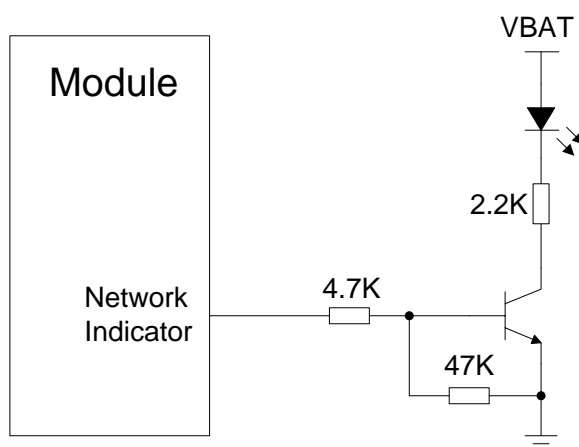 VBAT
Module
2.2K
4.7K
Network
Indicator
47K